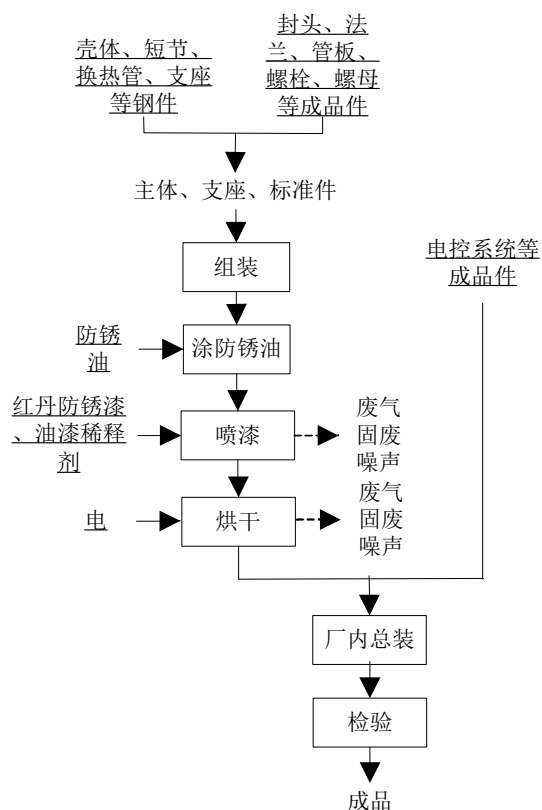 壳体、短节、
换热管、支座
等钢件
封头、法
兰、管板、
螺栓、螺母
等成品件
主体、支座、标准件
组装
电控系统等
成品件
防锈
油
涂防锈油
红丹防锈漆
、油漆稀释
剂
喷漆
废气
固废
噪声
电
烘干
废气
固废
噪声
厂内总装
检验
成品